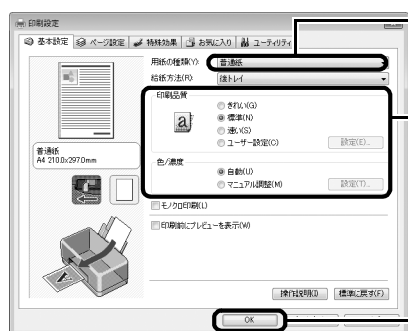 印刷設定
基本設定 ページ設定 特殊効果 お気に入り ユーティリティ
用紙の種類(Y): 普通紙
給紙方法(R): 後トレイ
印刷品質
きれい(G)
標準(N)
速い(S)
ユーザー設定(C) 設定(E)...
普通紙
A4 210.0x297.0mm
色/濃度
自動(U)
マニュアル調整(M) 設定(T)...
モノクロ印刷(L)
印刷前にプレビューを表示(W)
操作説明(I) 標準に戻す(F)
OK